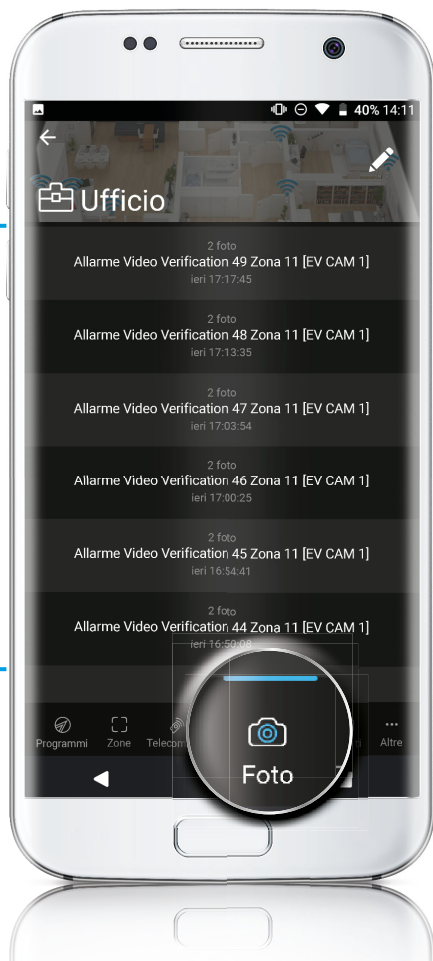 40% 14:11
Ufficio
2 foto
Allarme Video Verification 49 Zona 11 [EV CAM 1]
ieri 17:17:45
2 foto
Allarme Video Verification 48 Zona 11 [EV CAM 1]
ieri 17:13:35
2 foto
Allarme Video Verification 47 Zona 11 [EV CAM 1]
ieri 17:03:54
2 foto
Allarme Video Verification 46 Zona 11 [EV CAM 1]
ieri 17:00:25
2 foto
Allarme Video Verification 45 Zona 11 [EV CAM 1]
ieri 16:54:41
2 foto
Allarme Video Verification 44 Zona 11 [EV CAM 1]
ieri 16:50:08
Programmi Zone Telecom Foto Altre